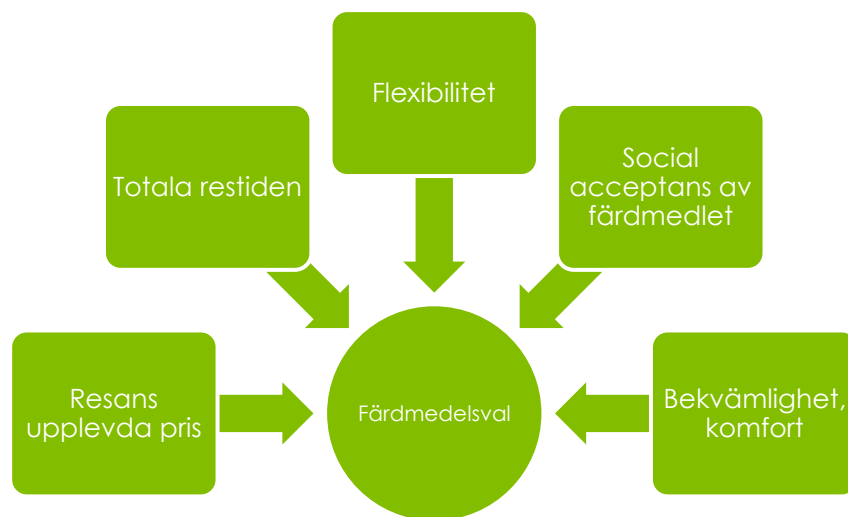 Flexibilitet
Totala restiden
Social
acceptans av
färdmedlet
Resans
upplevda pris
Färdmedelsval
Bekvämlighet,
komfort